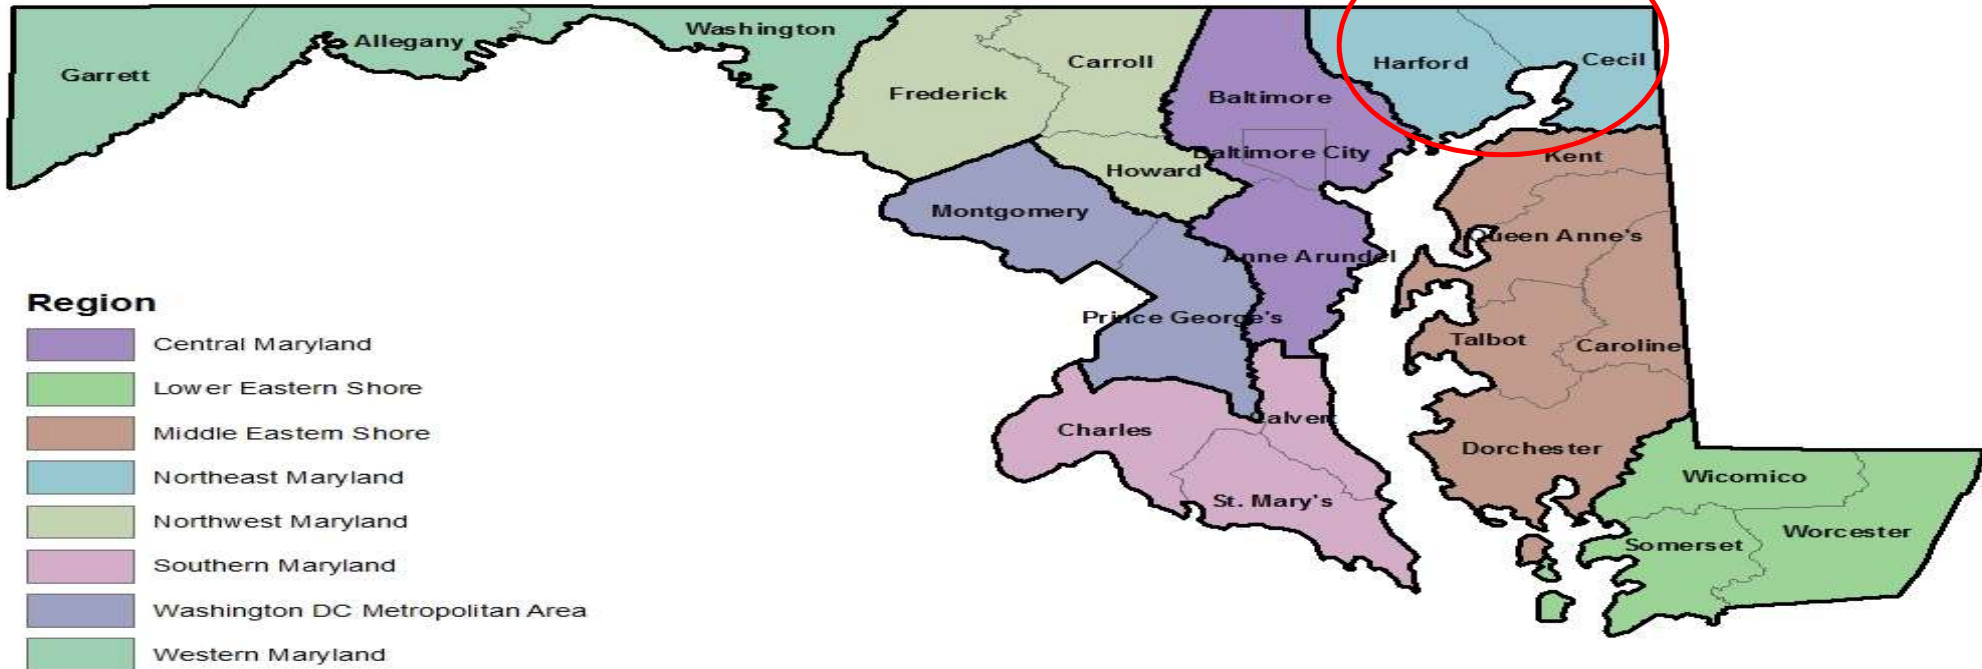 Garrett
Allegany
Washington
Frederick
Carroll
Baltimore
Harford
Cecil
Baltimore City
Howard
Kent
Montgomery
Queen Anne's
Anne Arundel
Prince George's
Talbot
Caroline
Calvert
Charles
Dorchester
St. Mary's
Wicomico
Somerset
Worcester
Region
Central Maryland
Lower Eastern Shore
Middle Eastern Shore
Northeast Maryland
Northwest Maryland
Southern Maryland
Washington DC Metropolitan Area
Western Maryland